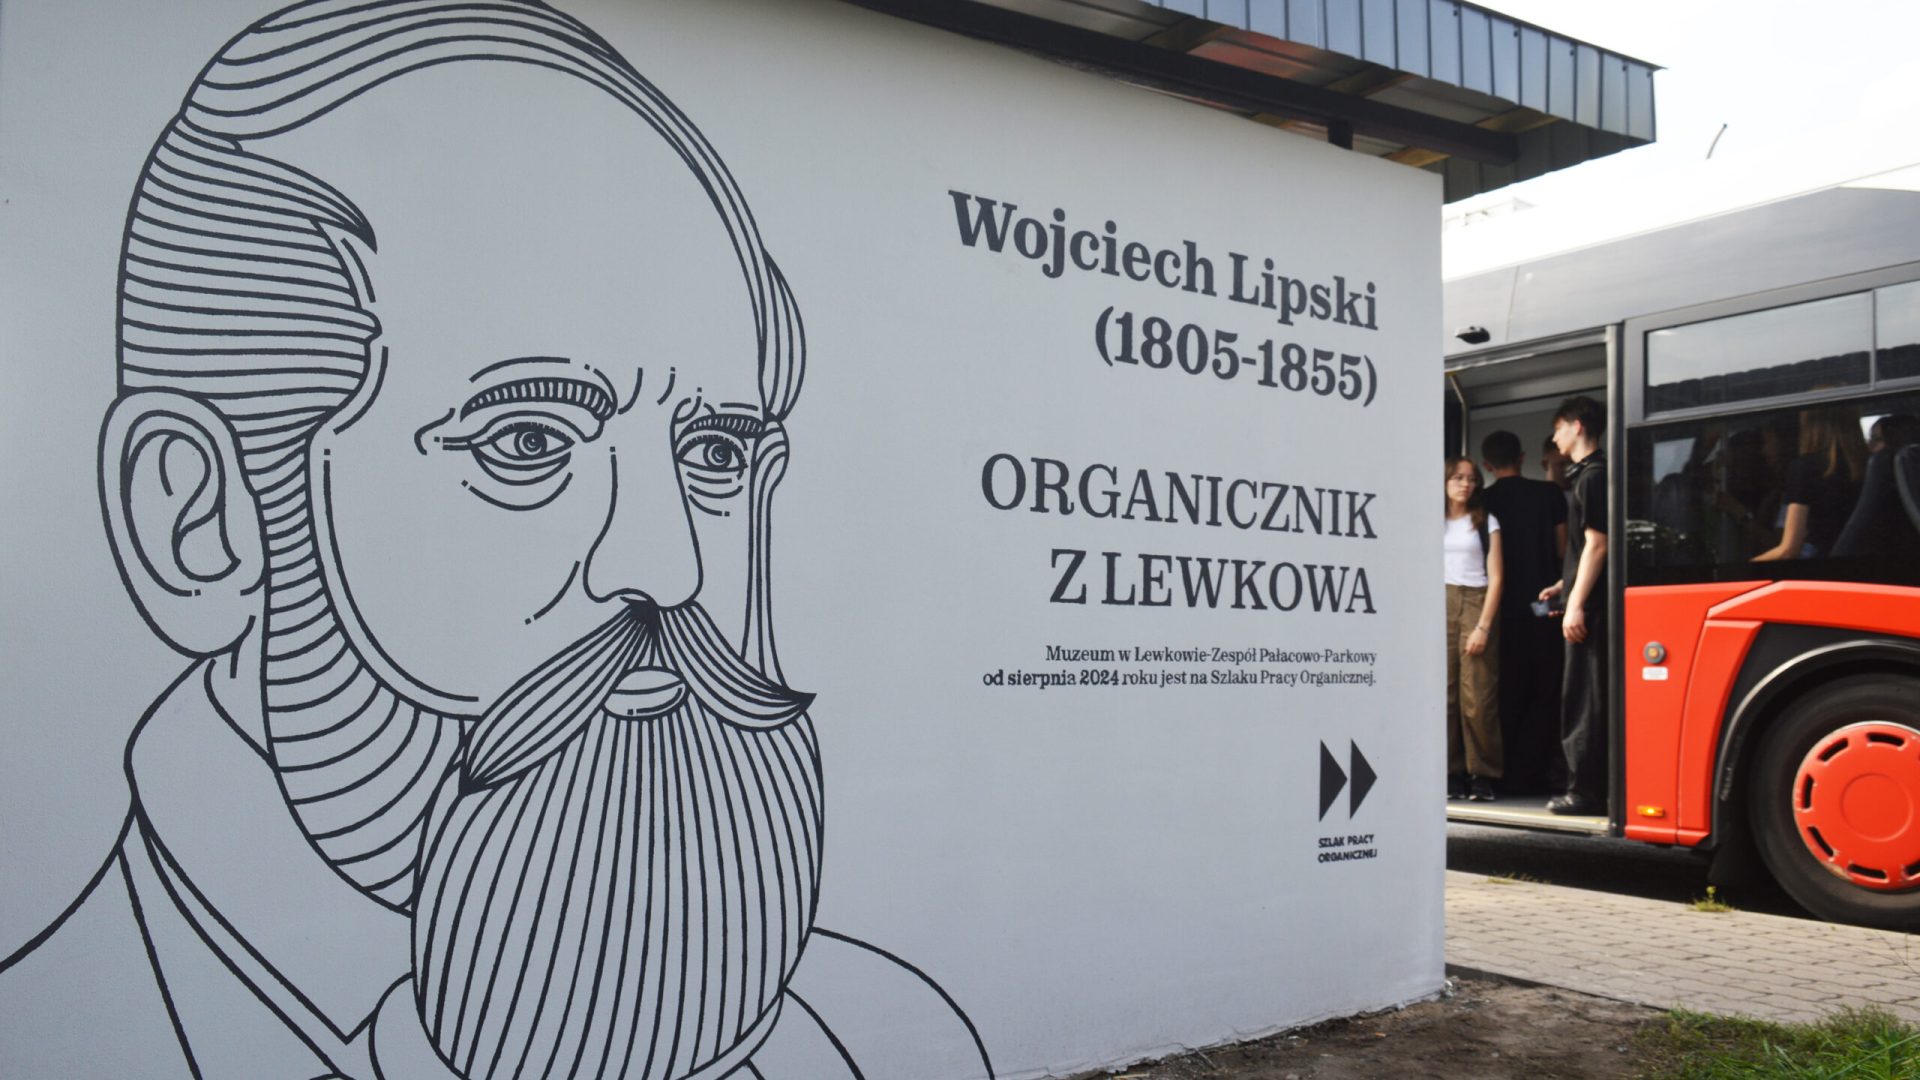 Wojciech Lipski
(1805-1855)
ORGANICZNIK
Z LEWKOWA
Muzeum w Lewkowie-Zespół Pałacowo-Parkowy
od sierpnia 2024 roku jest na Szlaku Pracy Organicznej.
SZLAK PRACY
ORGANICZNEJ